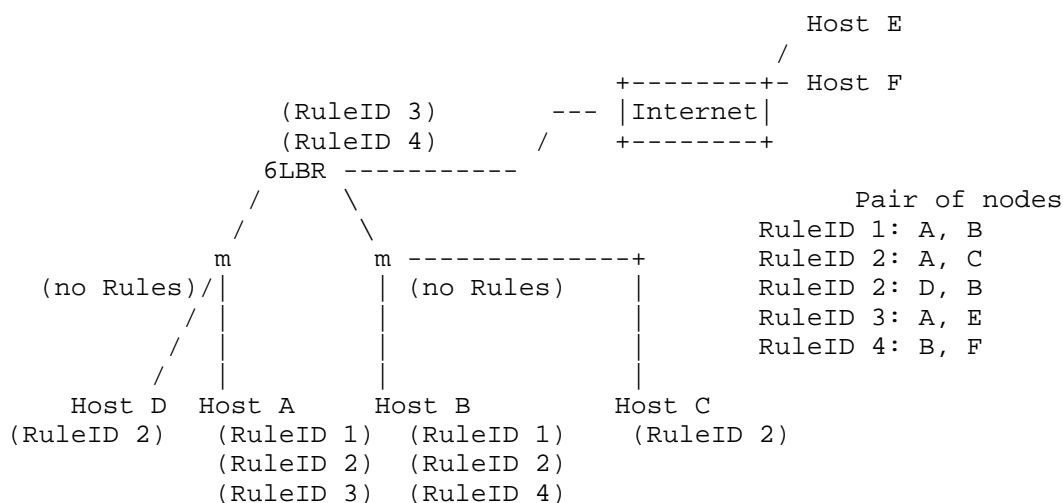 Host E
/
+--------+- Host F
(RuleID 3) --- |Internet|
(RuleID 4) / +--------+
6LBR -----------
/ \ Pair of nodes
/ \ RuleID 1: A, B
m m --------------+ RuleID 2: A, C
(no Rules)/| | (no Rules) | RuleID 2: D, B
/ | | | RuleID 3: A, E
/ | | | RuleID 4: B, F
/ | | |
Host D Host A Host B Host C
(RuleID 2) (RuleID 1) (RuleID 1) (RuleID 2)
(RuleID 2) (RuleID 2)
(RuleID 3) (RuleID 4)